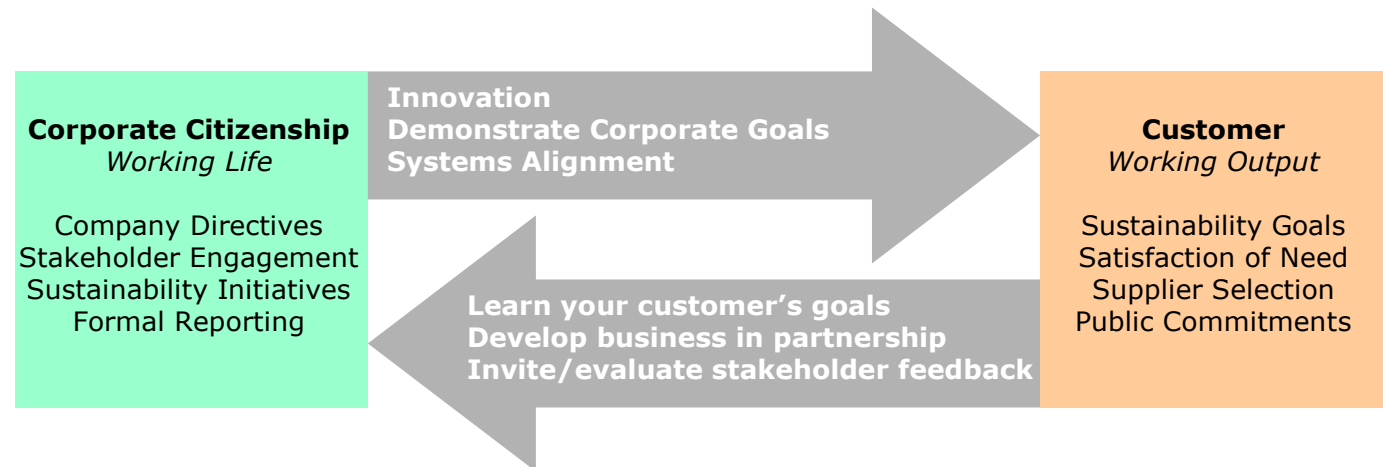 Corporate Citizenship
Working Life
Company Directives
Stakeholder Engagement
Sustainability Initiatives
Formal Reporting
Innovation
Demonstrate Corporate Goals
Systems Alignment
Learn your customer’s goals
Develop business in partnership
Invite/evaluate stakeholder feedback
Customer
Working Output
Sustainability Goals
Satisfaction of Need
Supplier Selection
Public Commitments